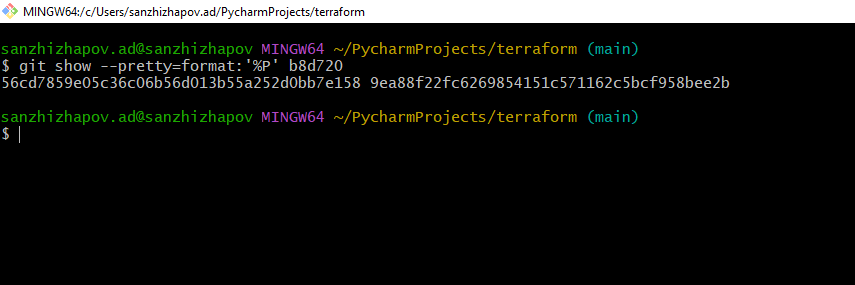 MINGW64:/c/Users/sanzhizhapov.ad/PycharmProjects/terraform
sanzhizhapov.ad@sanzhizhapov MINGW64 ~/PycharmProjects/terraform (main)
$ git show --pretty=format:'%P' b8d720
56cd7859e05c36c06b56d013b55a252d0bb7e158 9ea88f22fc6269854151c571162c5bcf958bee2b
sanzhizhapov.ad@sanzhizhapov MINGW64 ~/PycharmProjects/terraform (main)
$